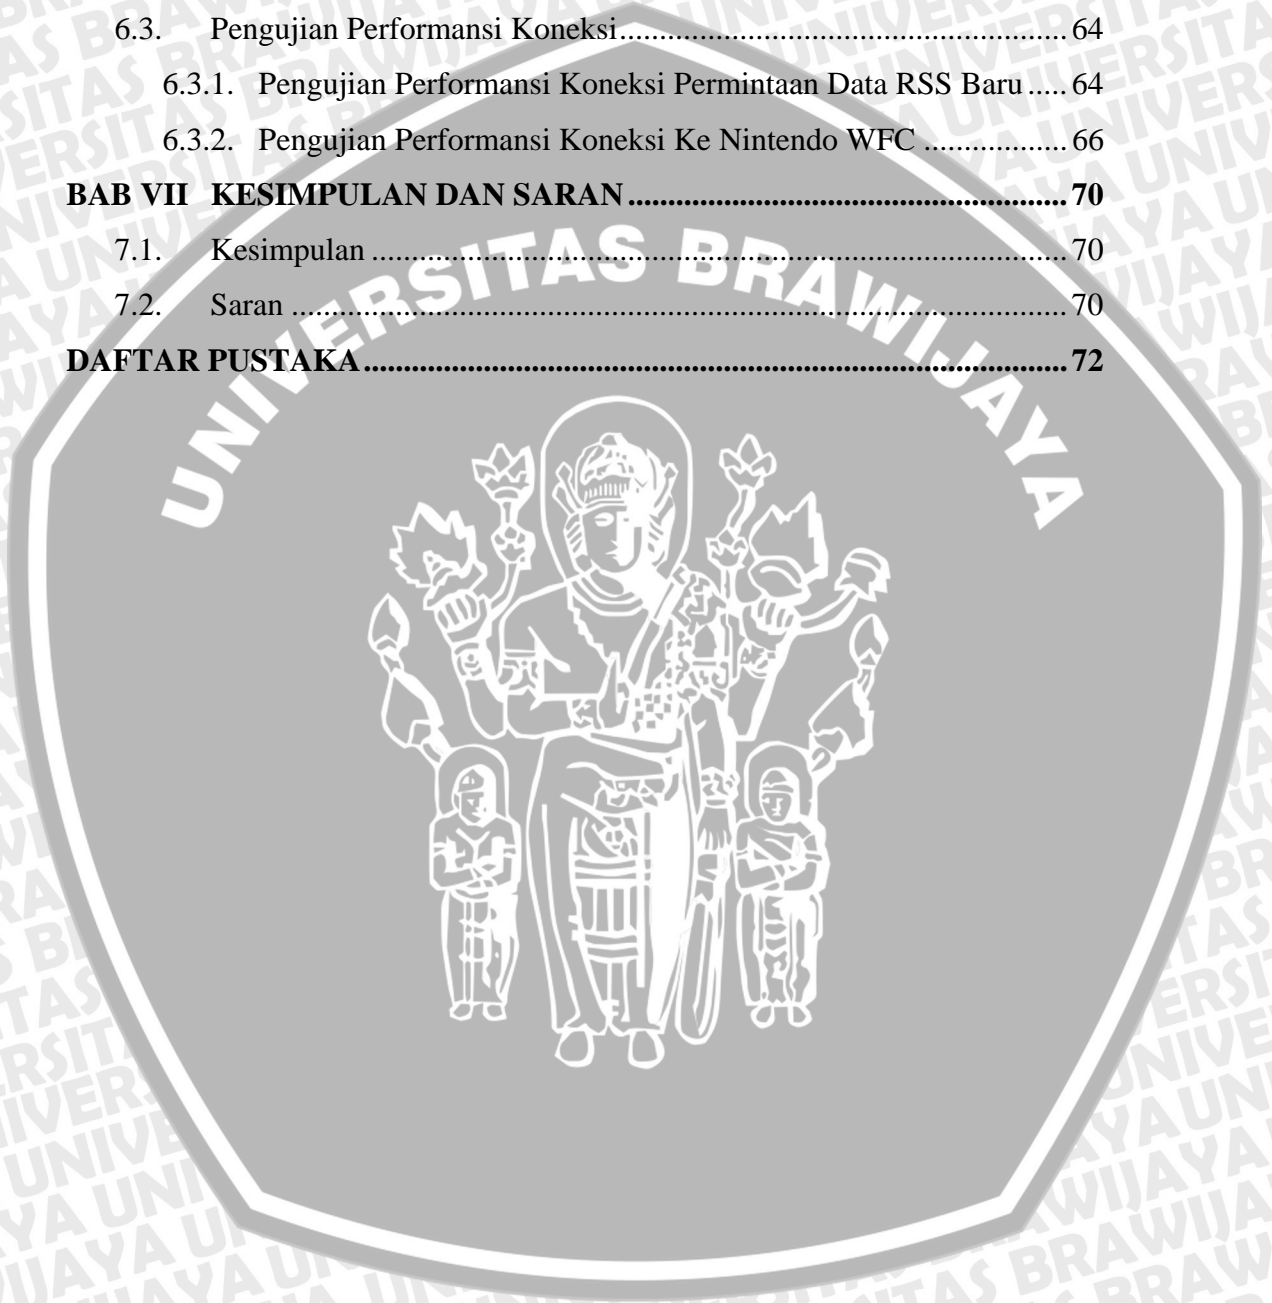 6.3. Pengujian Performansi Koneksi.......................................................... 64
6.3.1. Pengujian Performansi Koneksi Permintaan Data RSS Baru ..... 64
6.3.2. Pengujian Performansi Koneksi Ke Nintendo WFC .................. 66
BAB VII KESIMPULAN DAN SARAN ...................................................... 70
7.1. Kesimpulan ....................................................................................... 70
7.2. Saran ................................................................................................. 70
DAFTAR PUSTAKA ....................................................................................... 72
UNIVERSITAS BRAWIJAYA